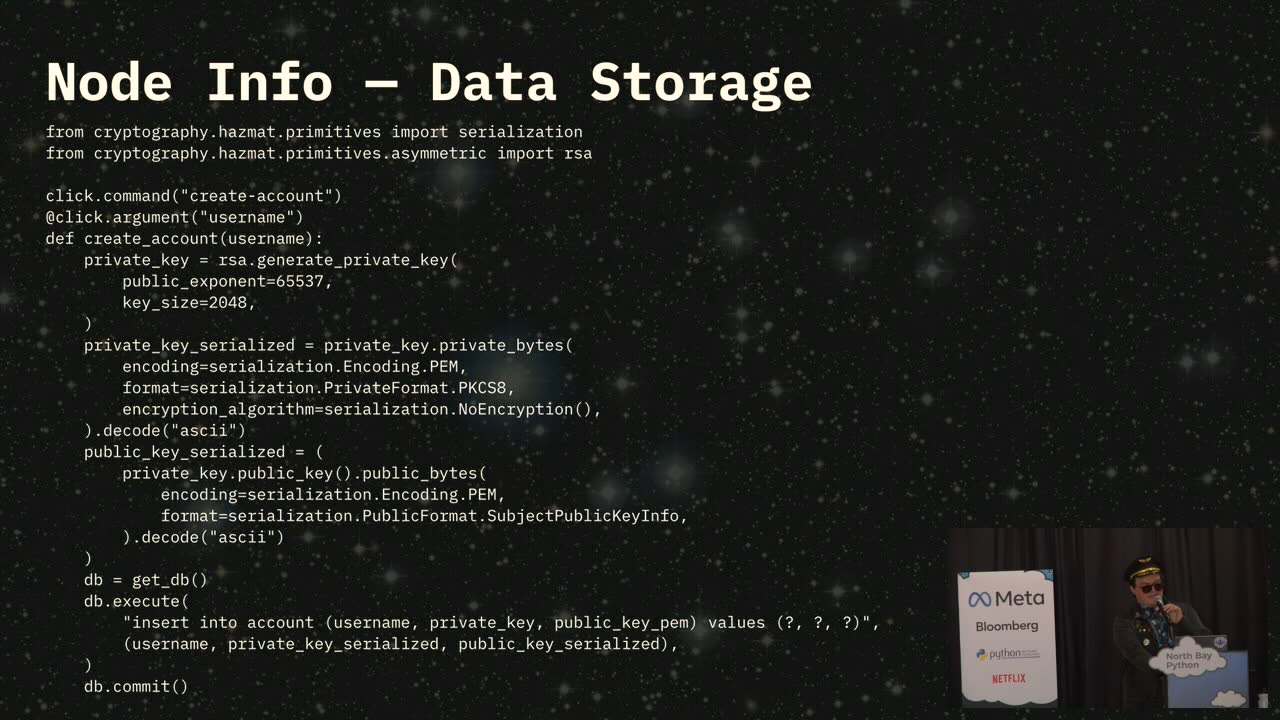 Node Info — Data Storage
from cryptography.hazmat.primitives import serialization
from cryptography.hazmat.primitives.asymmetric import rsa
click.command("create-account")
@click.argument("username")
def create_account(username):
    private_key = rsa.generate_private_key(
        public_exponent=65537,
        key_size=2048,
    )
    private_key_serialized = private_key.private_bytes(
        encoding=serialization.Encoding.PEM,
        format=serialization.PrivateFormat.PKCS8,
        encryption_algorithm=serialization.NoEncryption(),
    ).decode("ascii")
    public_key_serialized = (
        private_key.public_key().public_bytes(
            encoding=serialization.Encoding.PEM,
            format=serialization.PublicFormat.SubjectPublicKeyInfo,
        ).decode("ascii")
    )
    db = get_db()
    db.execute(
        "insert into account (username, private_key, public_key_pem) values (?, ?, ?)",
        (username, private_key_serialized, public_key_serialized),
    )
    db.commit()
Meta
Bloomberg
python
NETFLIX
North Bay
Python